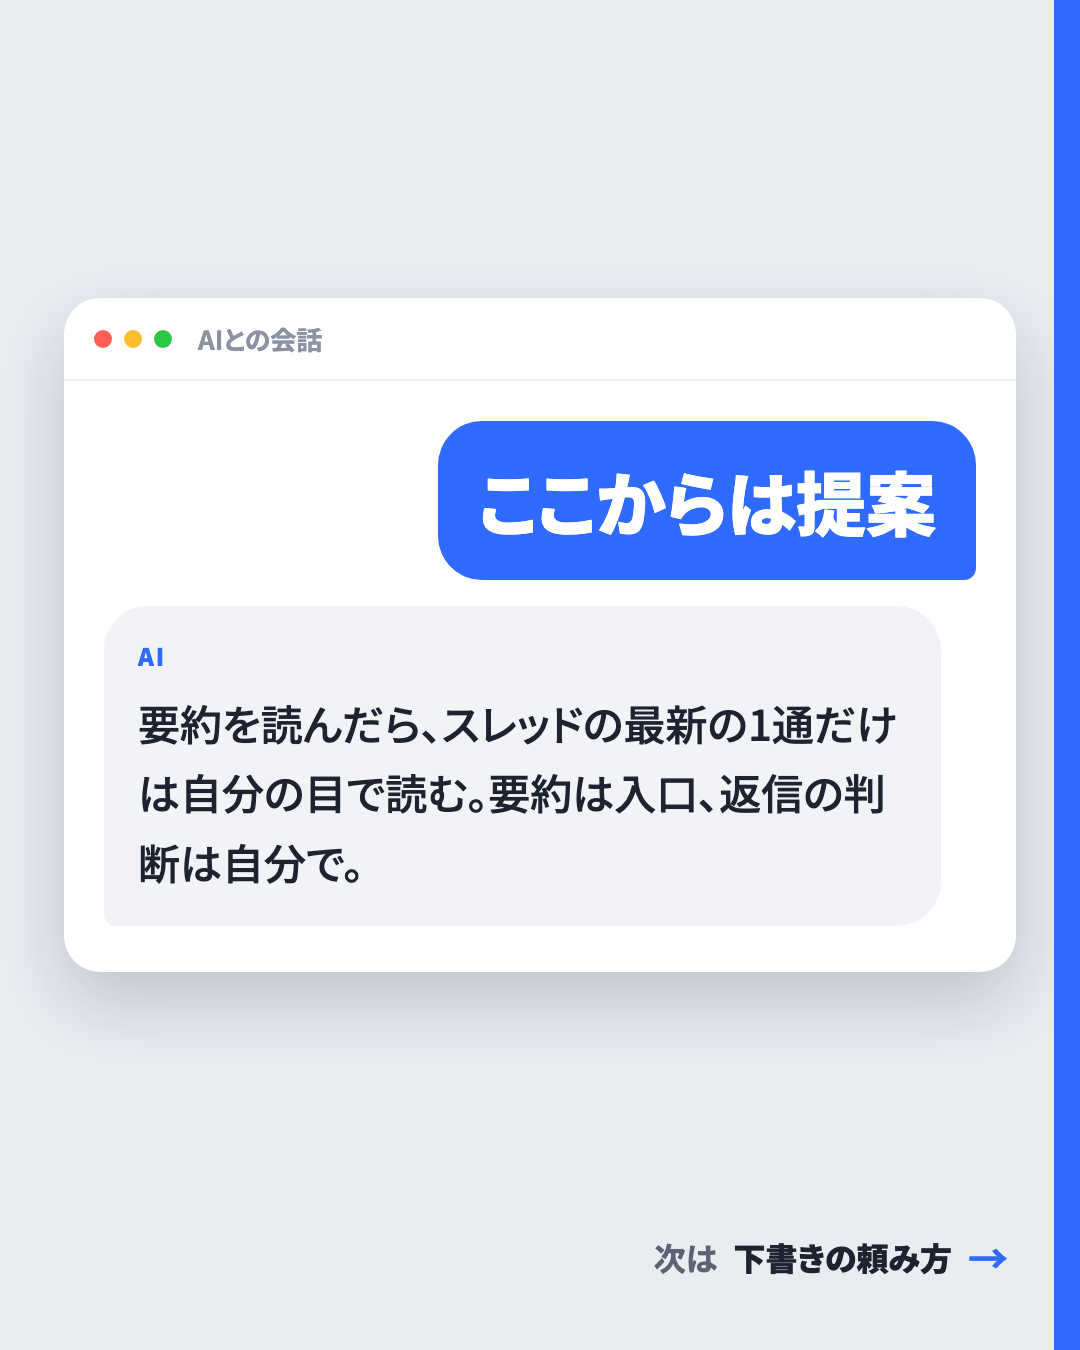 AIとの会話
ここからは提案
AI
要約を読んだら、スレッドの最新の1通だけ
は自分の目で読む。要約は入口、返信の判
断は自分で。
次は 下書きの頼み方 →